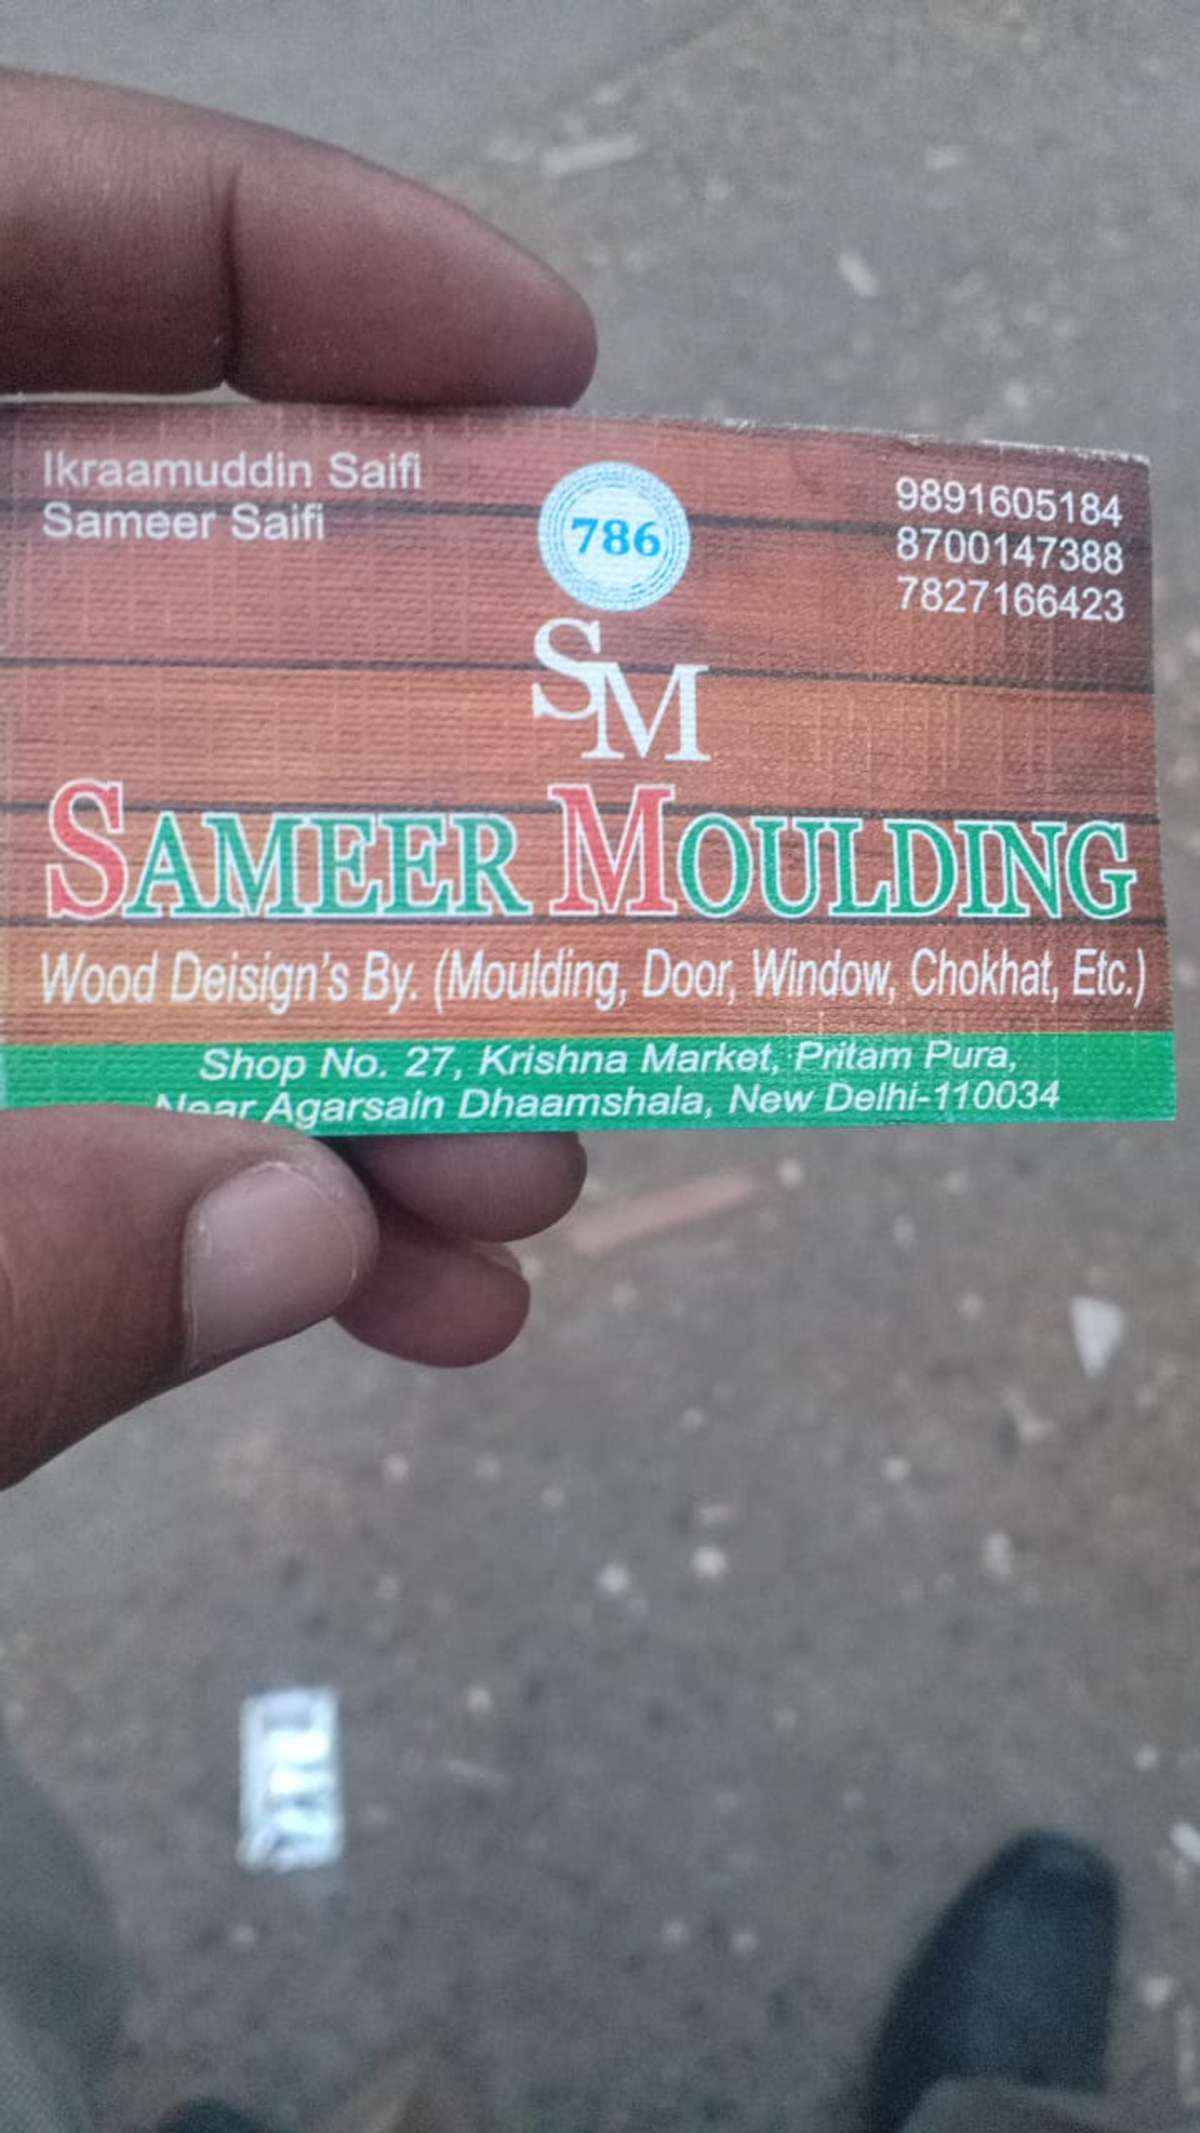 Ikraamuddin Saifi
Sameer Saifi
786
9891605184
8700147388
7827166423
SM
SAMEER MOULDING
Wood Deisign's By. (Moulding, Door, Window, Chokhat, Etc.)
Shop No. 27, Krishna Market, Pritam Pura,
Near Agarsain Dhaamshala, New Delhi-110034